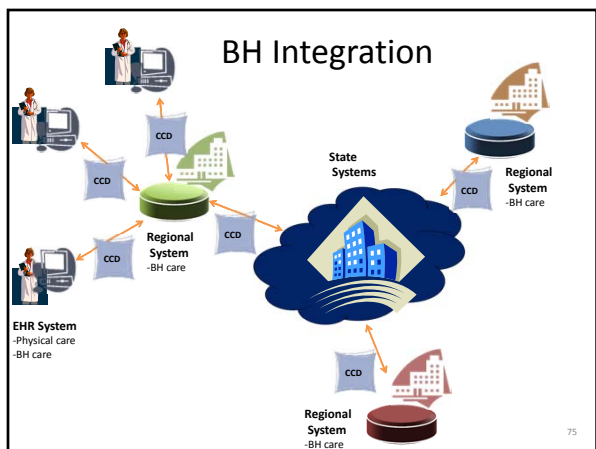 BH Integration
CCD
CCD
CCD
CCD
Regional
System
-BH care
EHR System
-Physical care
-BH care
State
Systems
CCD
Regional
System
-BH care
CCD
Regional
System
-BH care
75